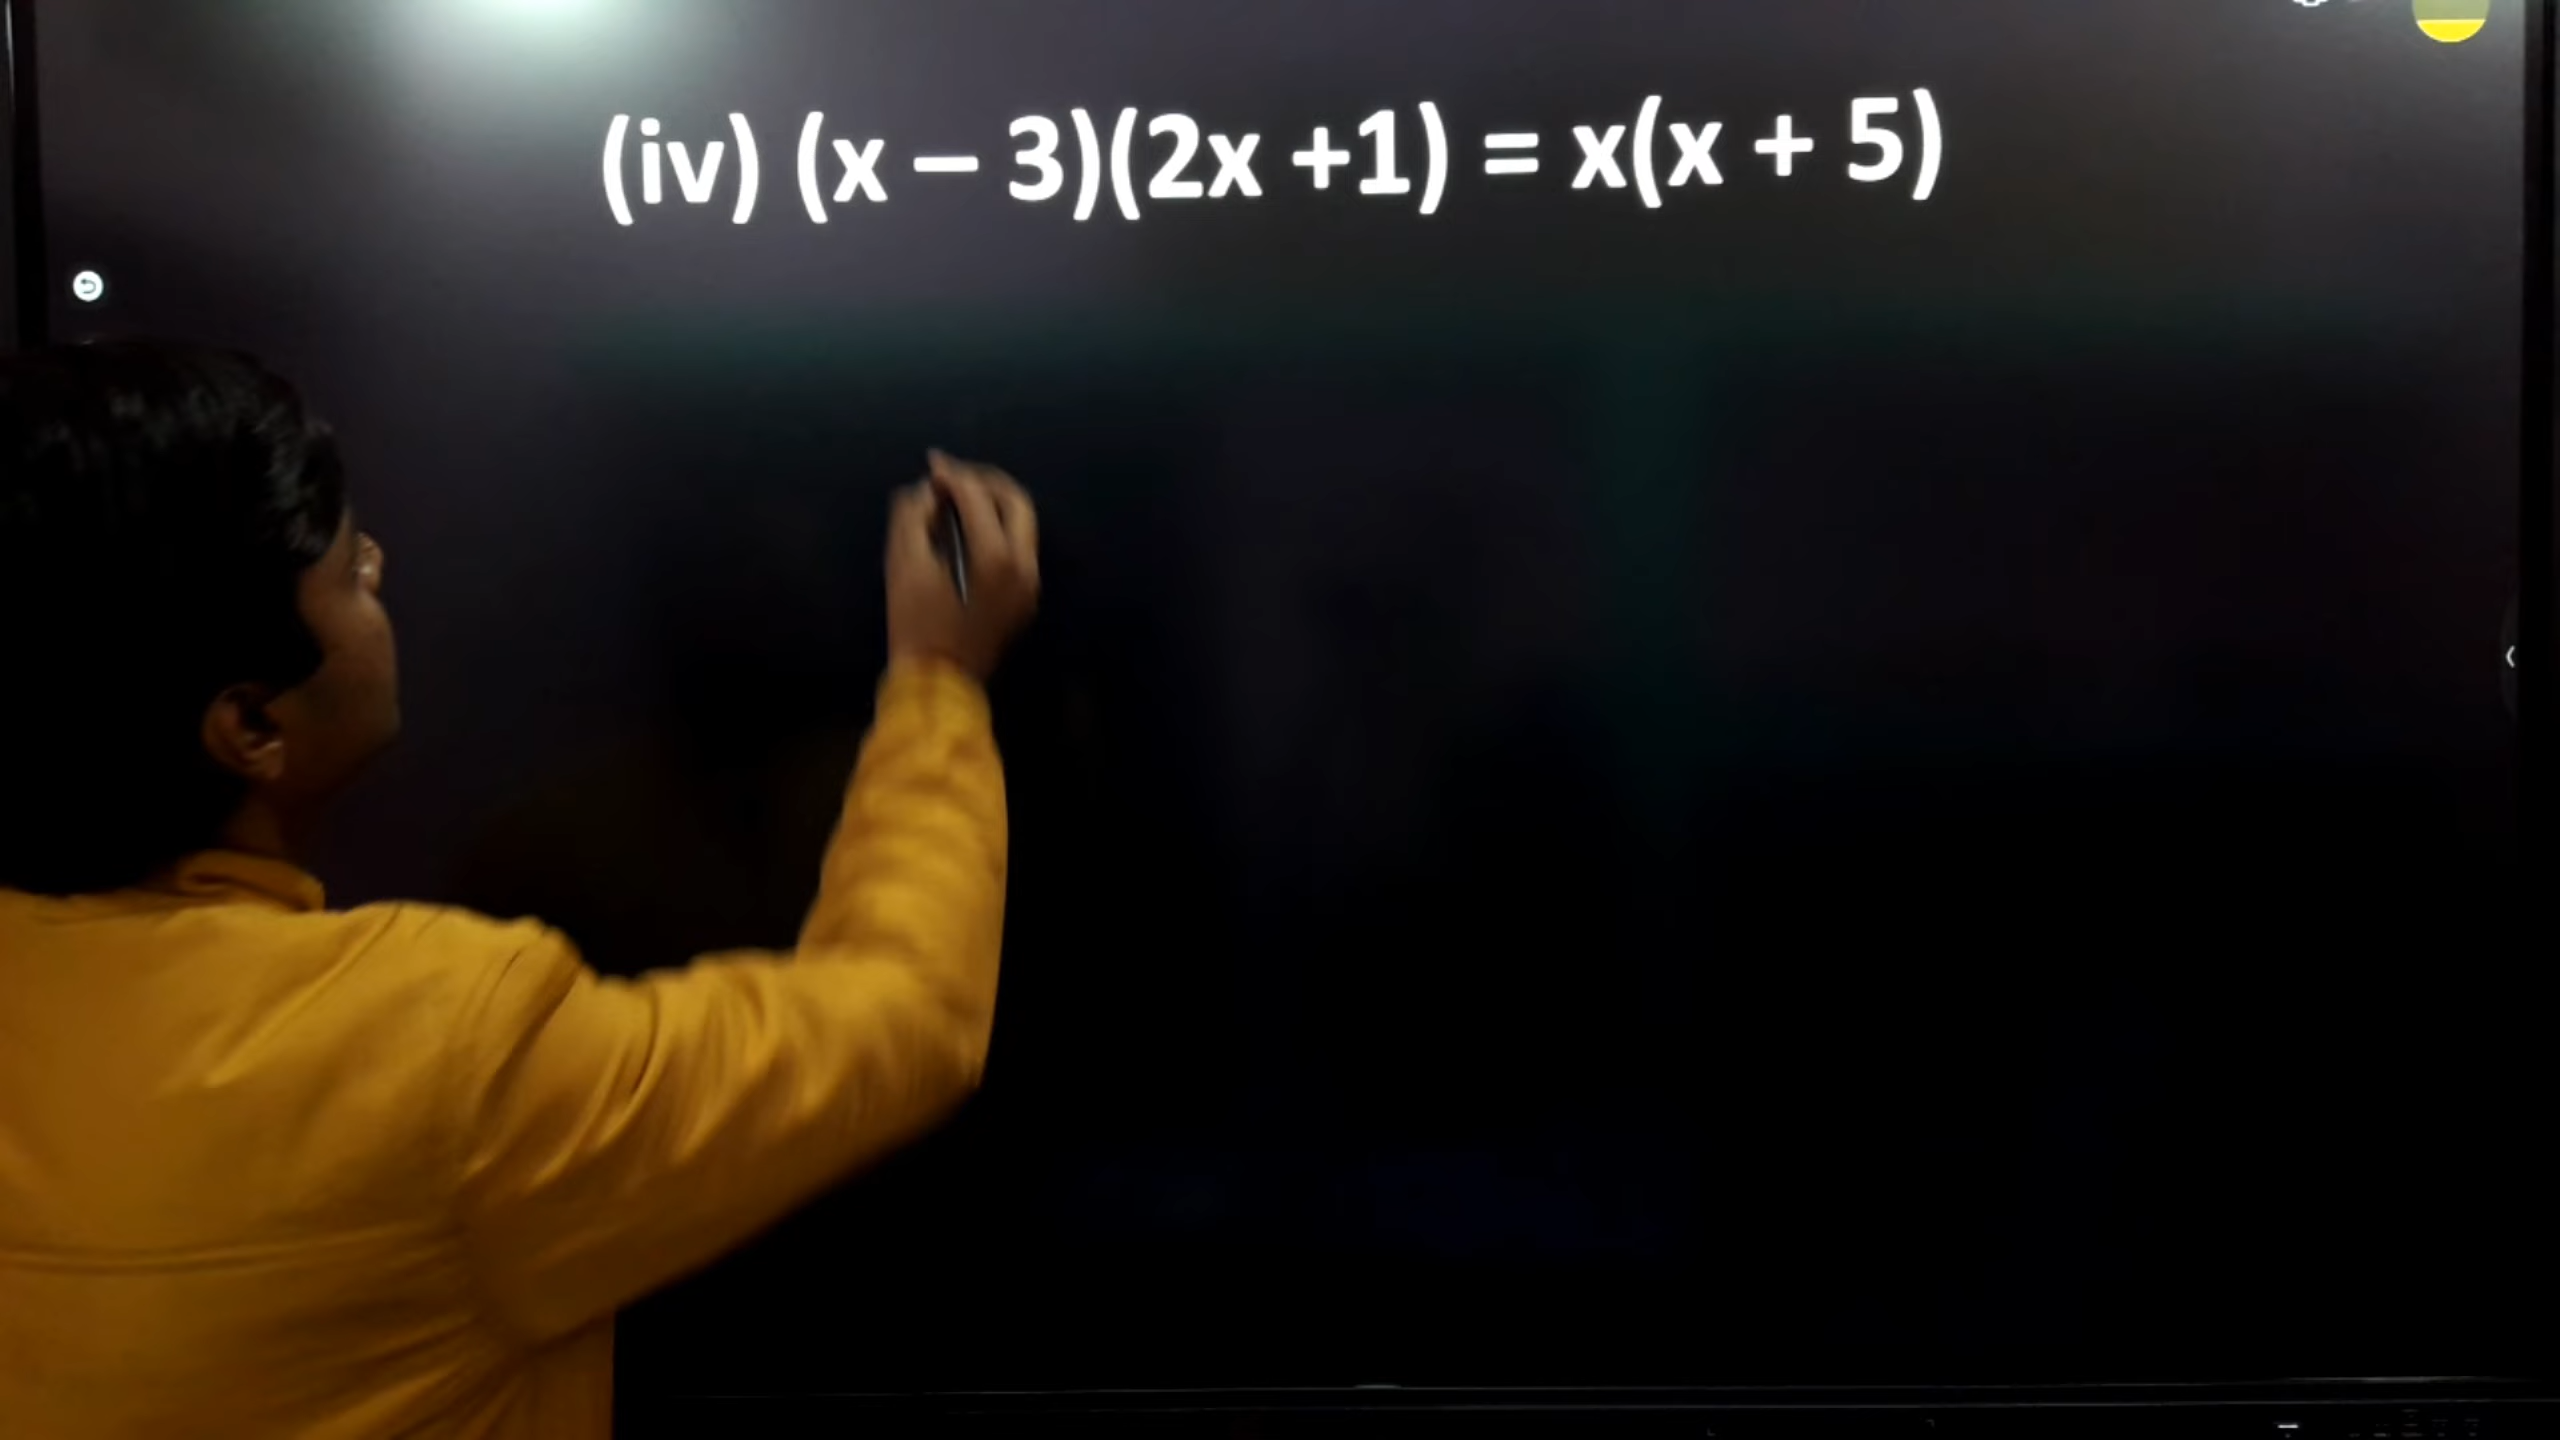 (iv) (x – 3)(2x +1) = x(x + 5)